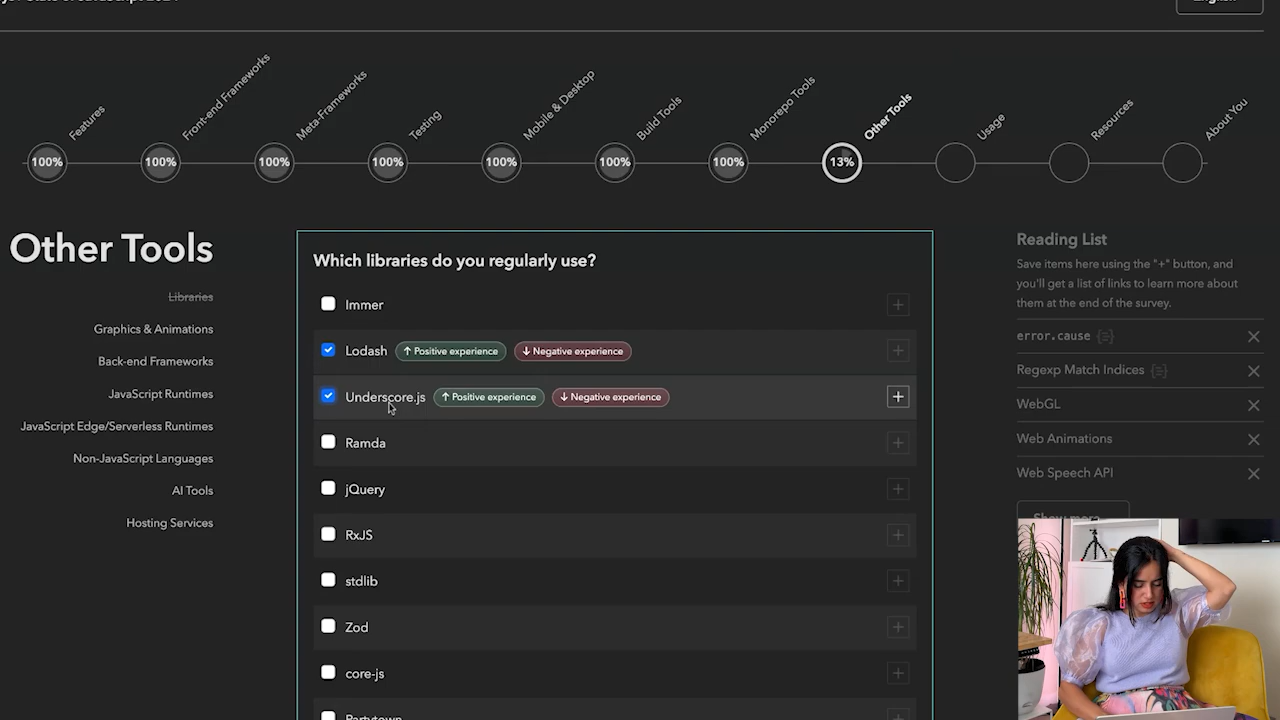 Features
Front-end Frameworks
Meta-Frameworks
Testing
Mobile & Desktop
Build Tools
Monorepo Tools
Other Tools
Usage
Resources
About You
100%
100%
100%
100%
100%
100%
100%
13%
Other Tools
Libraries
Graphics & Animations
Back-end Frameworks
JavaScript Runtimes
JavaScript Edge/Serverless Runtimes
Non-JavaScript Languages
AI Tools
Hosting Services
Which libraries do you regularly use?
Immer
Lodash ↑ Positive experience ↓ Negative experience
Underscore.js ↑ Positive experience ↓ Negative experience
Ramda
jQuery
RxJS
stdlib
Zod
core-js
Partytown
Reading List
Save items here using the "+" button, and
you'll get a list of links to learn more about
them at the end of the survey.
error.cause
Regexp Match Indices
WebGL
Web Animations
Web Speech API
Show more